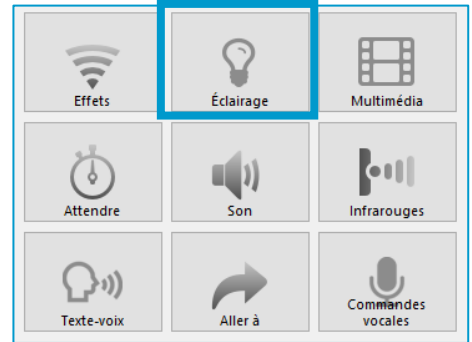 Effets
Éclairage
Multimédia
Attendre
Son
Infrarouges
Texte-voix
Aller à
Commandes
vocales